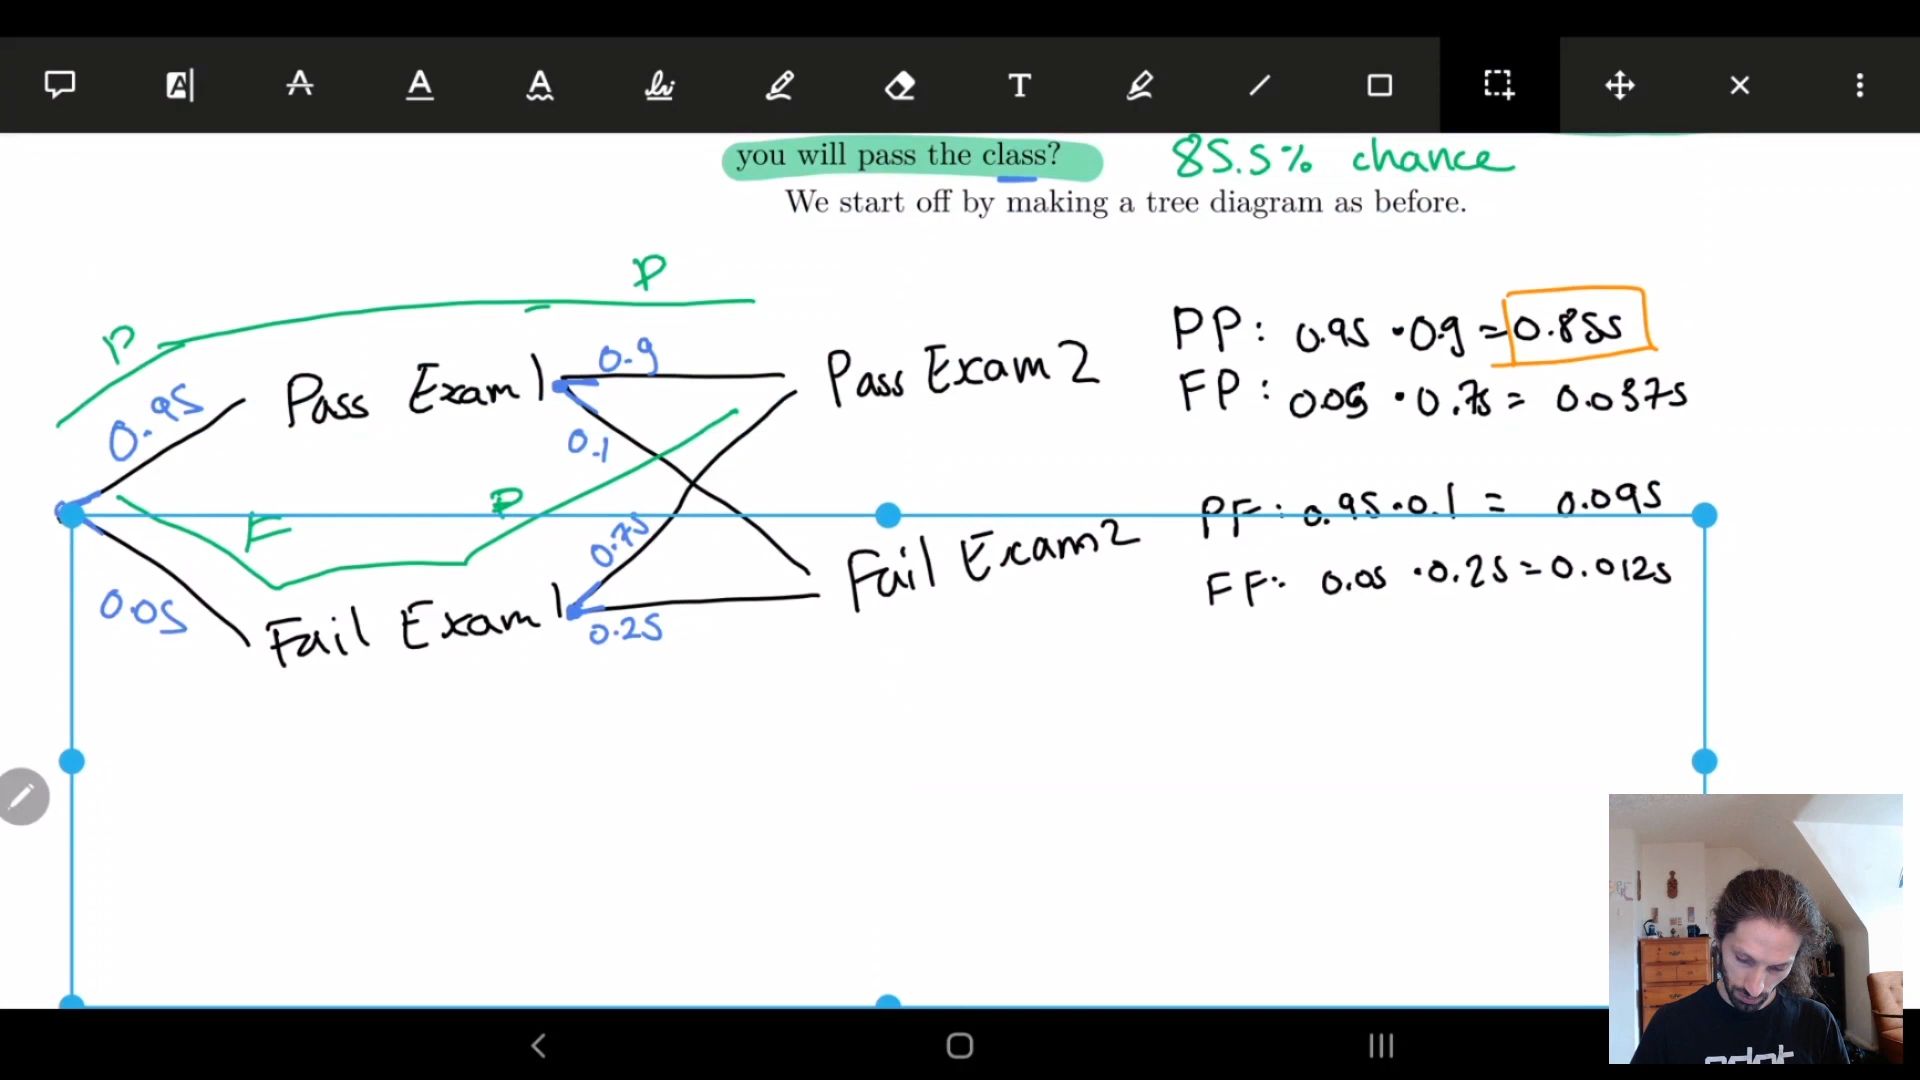 you will pass the class? 85.5% chance
We start off by making a tree diagram as before.
P
P
0.95
Pass Exam 1
0.9
0.1
Pass Exam 2
PP: 0.95 · 0.9 = 0.855
FP: 0.05 · 0.75 = 0.0375
F
P
0.75
PF: 0.95 · 0.1 = 0.095
0.05
Fail Exam 1
0.25
Fail Exam 2
FF: 0.05 · 0.25 = 0.0125